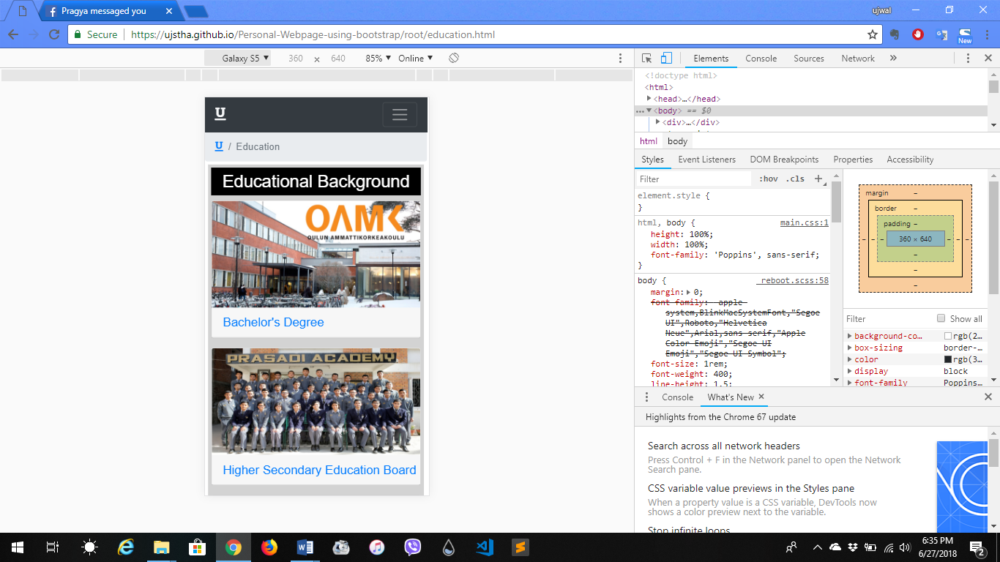 Pragya messaged you
ujwal
Secure
https://ujstha.github.io/Personal-Webpage-using-bootstrap/root/education.html
New
Galaxy S5 ▼ 360 × 640 85% ▼ Online ▼
U
U / Education
Educational Background
OAMK
OULUN AMMATTIKORKEAKOULU
Bachelor's Degree
PRASADI ACADEMY
Higher Secondary Education Board
Elements Console Sources Network »
<!doctype html>
<html>
▶<head>…</head>
…▼<body> == $0
▶<div>…</div>
html body
Styles Event Listeners DOM Breakpoints Properties Accessibility
Filter :hov .cls +
element.style {
}
html, body { main.css:1
height: 100%;
width: 100%;
font-family: 'Poppins', sans-serif;
}
body { _reboot.scss:58
margin:▶ 0;
font-family: -apple-
system,BlinkMacSystemFont,"Segoe
UI",Roboto,"Helvetica
Neue",Arial,sans-serif,"Apple
Color Emoji","Segoe UI
Emoji","Segoe UI Symbol";
font-size: 1rem;
font-weight: 400;
line-height: 1.5;
margin –
border –
padding –
– – – 360 × 640 – – –
–
–
–
Filter Show all
▶ background-co… rgb(2…
▶ box-sizing border-…
▶ color rgb(3…
▶ display block
▶ font-family Poppins…
Console What's New ×
Highlights from the Chrome 67 update
Search across all network headers
Press Control + F in the Network panel to open the Network
Search pane.
CSS variable value previews in the Styles pane
When a property value is a CSS variable, DevTools now
shows a color preview next to the variable.
Stop infinite loops
6:35 PM
6/27/2018
2